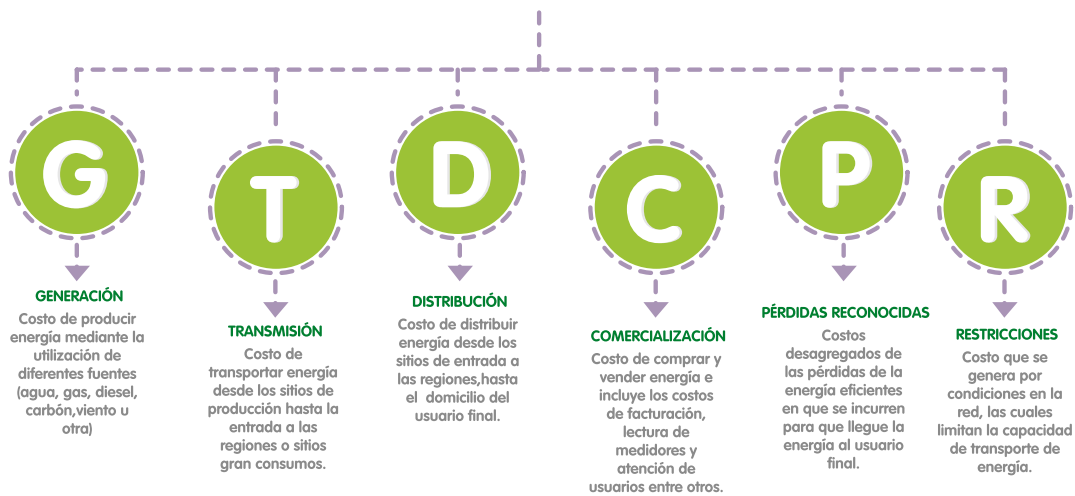 G
GENERACIÓN
Costo de producir
energía mediante la
utilización de
diferentes fuentes
(agua, gas, diesel,
carbón,viento u
otra)
T
TRANSMISIÓN
Costo de
transportar energía
desde los sitios de
producción hasta la
entrada a las
regiones o sitios
gran consumos.
D
DISTRIBUCIÓN
Costo de distribuir
energía desde los
sitios de entrada a
las regiones,hasta
el domicilio del
usuario final.
C
COMERCIALIZACIÓN
Costo de comprar y
vender energía e
incluye los costos
de facturación,
lectura de
medidores y
atención de
usuarios entre otros.
P
PÉRDIDAS RECONOCIDAS
Costos
desagregados de
las pérdidas de la
energía eficientes
en que se incurren
para que llegue la
energía al usuario
final.
R
RESTRICCIONES
Costo que se
genera por
condiciones en la
red, las cuales
limitan la capacidad
de transporte de
energía.